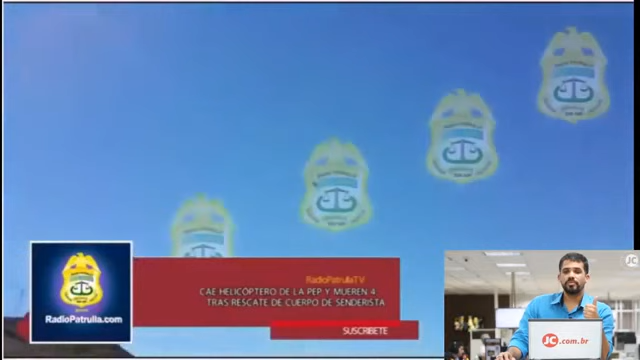 RadioPatrullaTV
CAE HELICOPTERO DE LA PEP Y MUEREN 4
TRAS RESCATE DE CUERPO DE SENDERISTA
SUSCRIBETE
RadioPatrulla.com
JC
JC.com.br